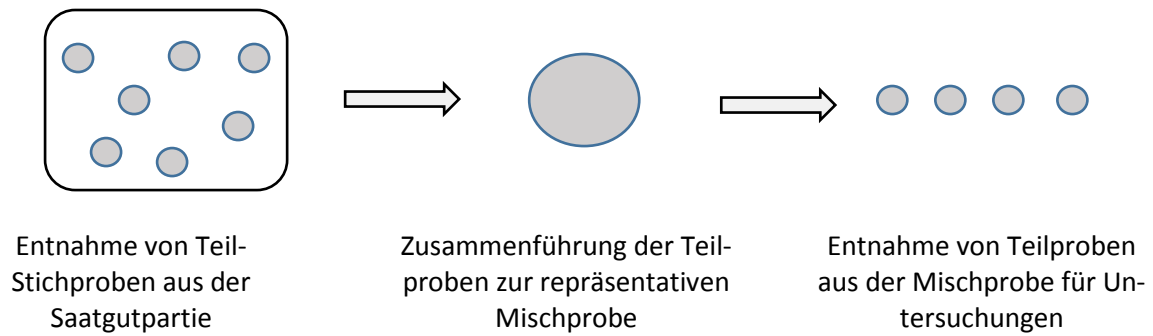 Entnahme von Teil-
Stichproben aus der
Saatgutpartie
Zusammenführung der Teil-
proben zur repräsentativen
Mischprobe
Entnahme von Teilproben
aus der Mischprobe für Un-
tersuchungen